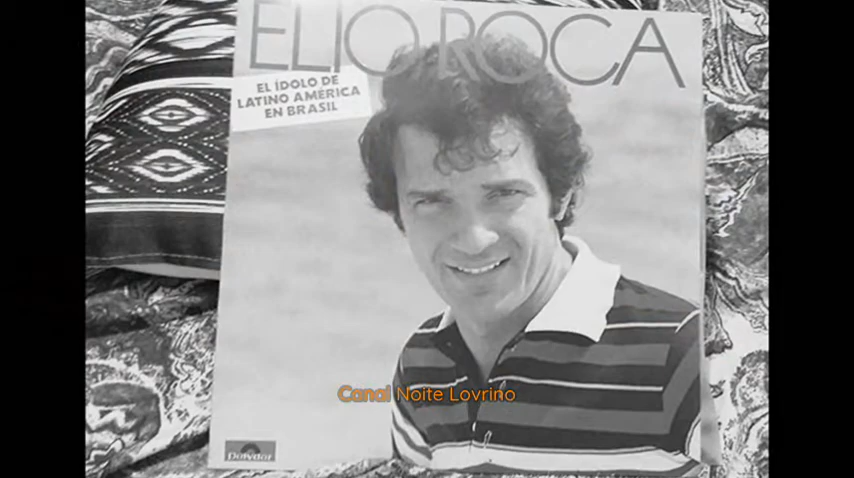 ELIO ROCA
EL ÍDOLO DE
LATINO AMÉRICA
EN BRASIL
Canal Noite Lovrino
Polydor